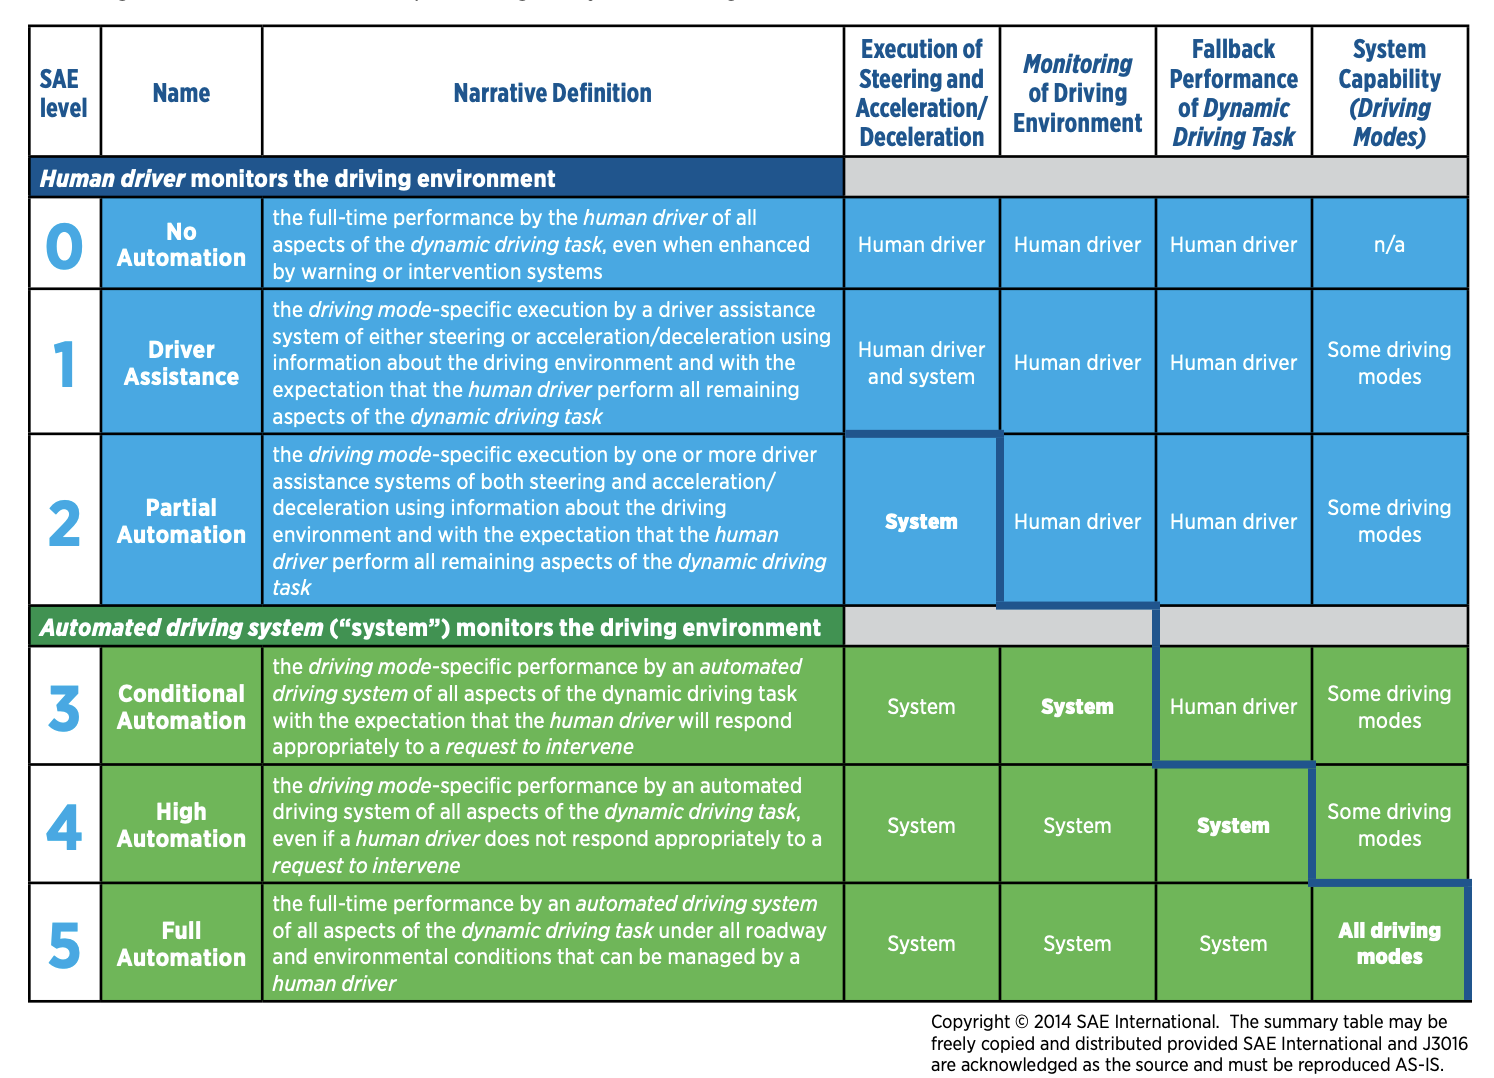 SAE level
Name
Narrative Definition
Execution of
Steering and
Acceleration/
Deceleration
Monitoring
of Driving
Environment
Fallback
Performance
of Dynamic
Driving Task
System
Capability
(Driving
Modes)
Human driver monitors the driving environment
0
No
Automation
the full-time performance by the human driver of all
aspects of the dynamic driving task, even when enhanced
by warning or intervention systems
Human driver
Human driver
Human driver
n/a
1
Driver
Assistance
the driving mode-specific execution by a driver assistance
system of either steering or acceleration/deceleration using
information about the driving environment and with the
expectation that the human driver perform all remaining
aspects of the dynamic driving task
Human driver
and system
Human driver
Human driver
Some driving
modes
2
Partial
Automation
the driving mode-specific execution by one or more driver
assistance systems of both steering and acceleration/
deceleration using information about the driving
environment and with the expectation that the human
driver perform all remaining aspects of the dynamic driving
task
System
Human driver
Human driver
Some driving
modes
Automated driving system (“system”) monitors the driving environment
3
Conditional
Automation
the driving mode-specific performance by an automated
driving system of all aspects of the dynamic driving task
with the expectation that the human driver will respond
appropriately to a request to intervene
System
System
Human driver
Some driving
modes
4
High
Automation
the driving mode-specific performance by an automated
driving system of all aspects of the dynamic driving task,
even if a human driver does not respond appropriately to a
request to intervene
System
System
System
Some driving
modes
5
Full
Automation
the full-time performance by an automated driving system
of all aspects of the dynamic driving task under all roadway
and environmental conditions that can be managed by a
human driver
System
System
System
All driving
modes
Copyright © 2014 SAE International.  The summary table may be
freely copied and distributed provided SAE International and J3016
are acknowledged as the source and must be reproduced AS-IS.